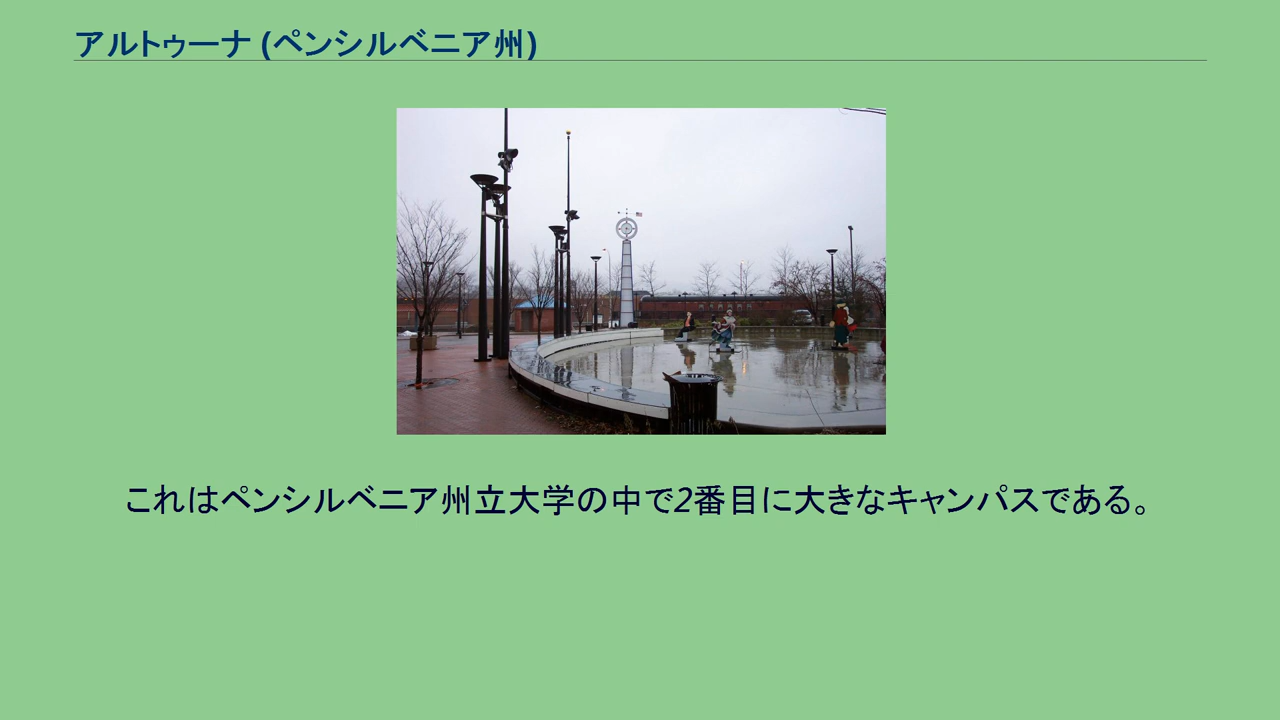 アルトゥーナ (ペンシルベニア州)
これはペンシルベニア州立大学の中で2番目に大きなキャンパスである。